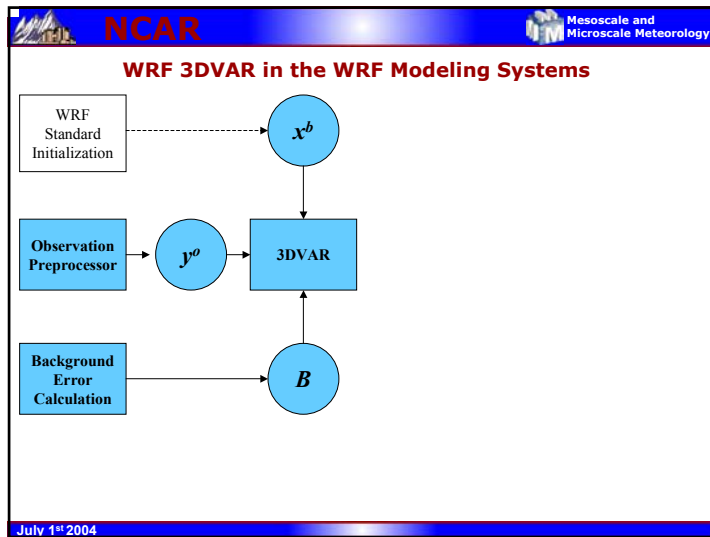 NCAR
Mesoscale and
Microscale Meteorology
WRF 3DVAR in the WRF Modeling Systems
WRF
Standard
Initialization
x^b
Observation
Preprocessor
y^o
3DVAR
Background
Error
Calculation
B
July 1st 2004